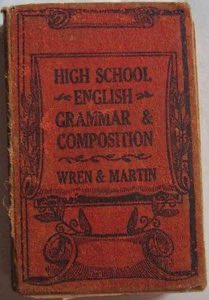 HIGH SCHOOL
ENGLISH
GRAMMAR &
COMPOSITION
WREN & MARTIN